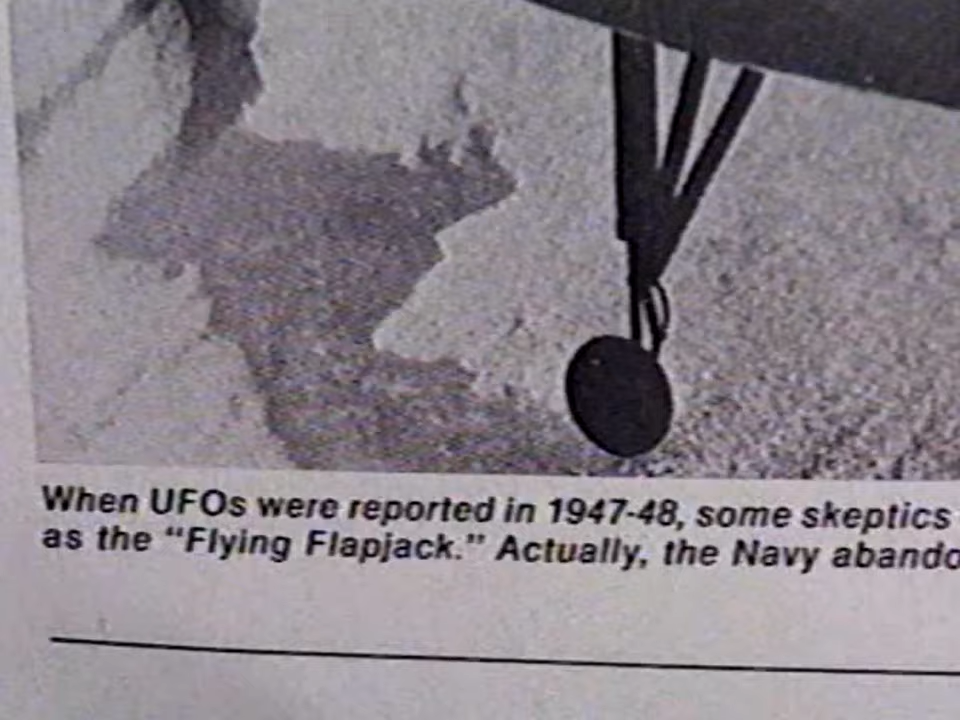 When UFOs were reported in 1947-48, some skeptics
as the "Flying Flapjack." Actually, the Navy abando